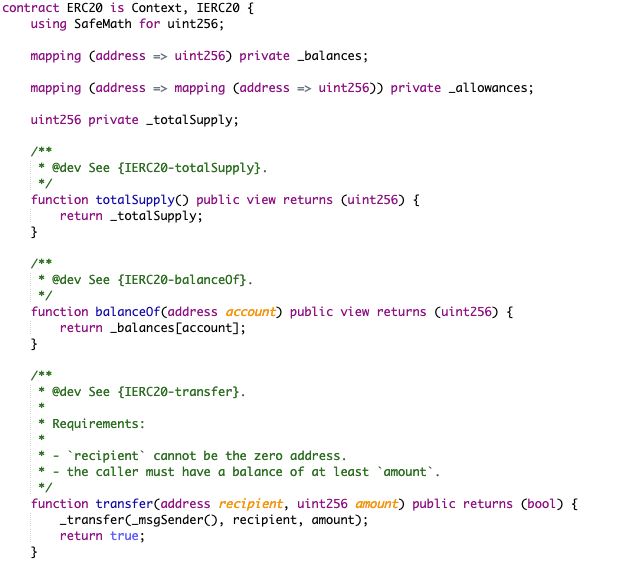 contract ERC20 is Context, IERC20 {
    using SafeMath for uint256;

    mapping (address => uint256) private _balances;

    mapping (address => mapping (address => uint256)) private _allowances;

    uint256 private _totalSupply;

    /**
     * @dev See {IERC20-totalSupply}.
     */
    function totalSupply() public view returns (uint256) {
        return _totalSupply;
    }

    /**
     * @dev See {IERC20-balanceOf}.
     */
    function balanceOf(address account) public view returns (uint256) {
        return _balances[account];
    }

    /**
     * @dev See {IERC20-transfer}.
     *
     * Requirements:
     *
     * - `recipient` cannot be the zero address.
     * - the caller must have a balance of at least `amount`.
     */
    function transfer(address recipient, uint256 amount) public returns (bool) {
        _transfer(_msgSender(), recipient, amount);
        return true;
    }